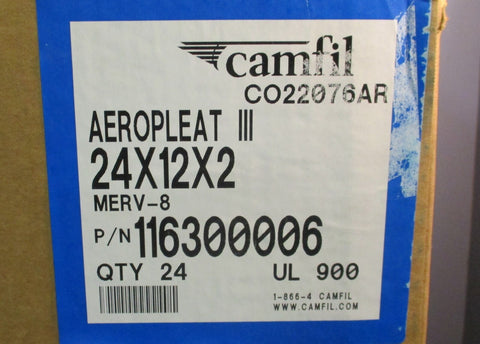 camfil
CO22076AR
AEROPLEAT III
24X12X2
MERV-8
P/N 116300006
QTY 24 UL 900
1-866-4 CAMFIL
WWW.CAMFIL.COM